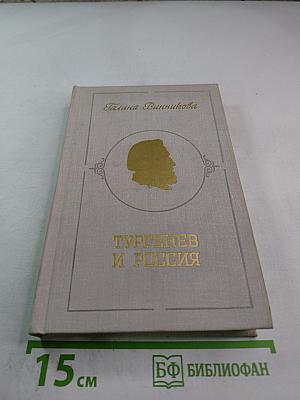 Галина Винникова
ТУРГЕНЕВ
И РОССИЯ
15 см
БФ БИБЛИОФАН